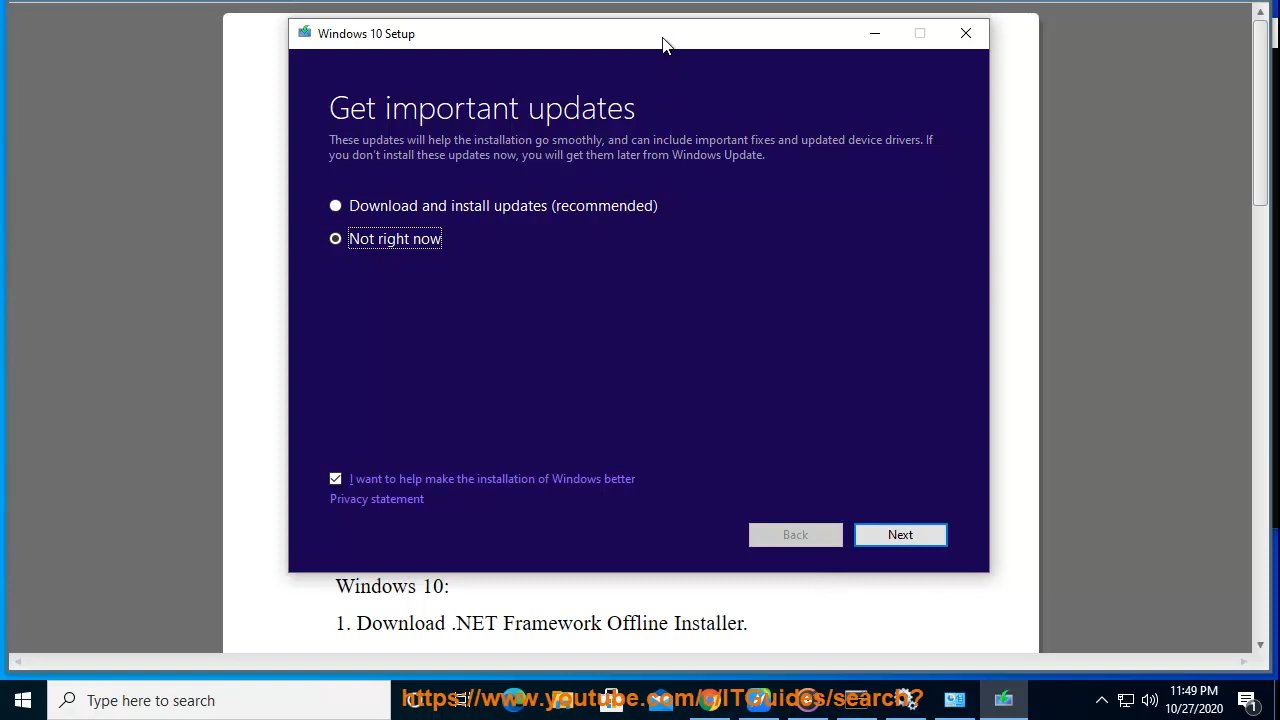 Windows 10 Setup
Get important updates
These updates will help the installation go smoothly, and can include important fixes and updated device drivers. If
you don't install these updates now, you will get them later from Windows Update.
Download and install updates (recommended)
Not right now
I want to help make the installation of Windows better
Privacy statement
Back
Next
Windows 10:
1. Download .NET Framework Offline Installer.
Type here to search
https://www.youtube.com/@ITGuides/search?
11:49 PM
10/27/2020
1